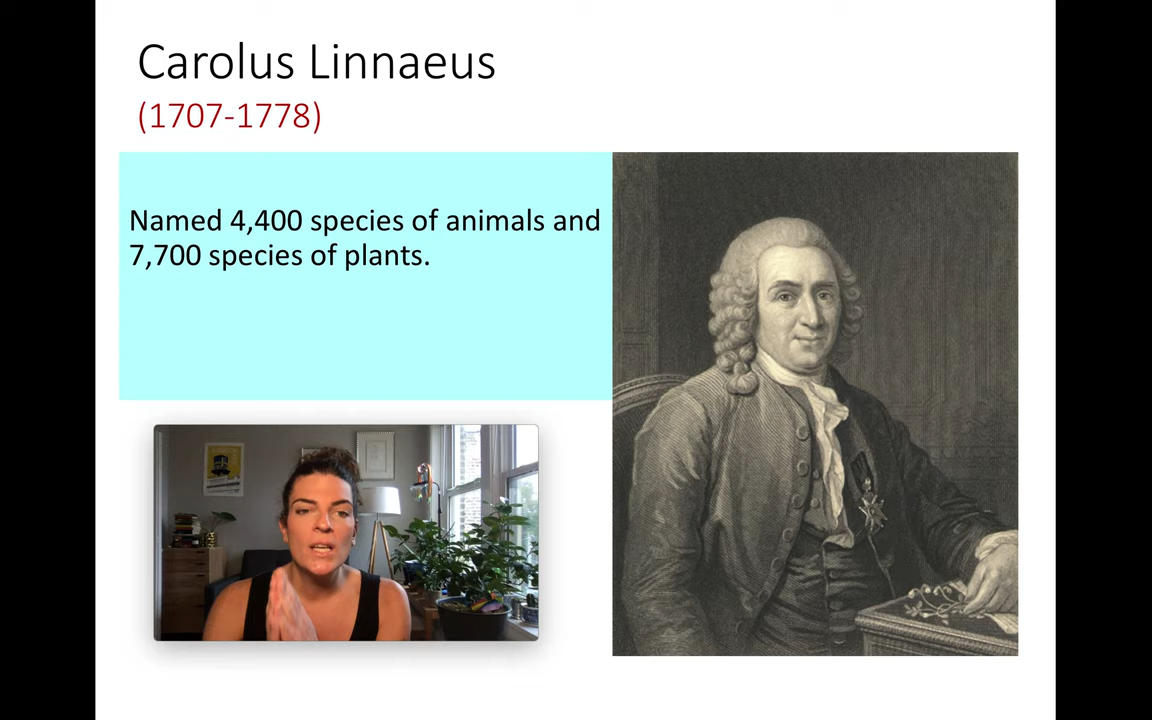 Carolus Linnaeus
(1707-1778)
Named 4,400 species of animals and
7,700 species of plants.